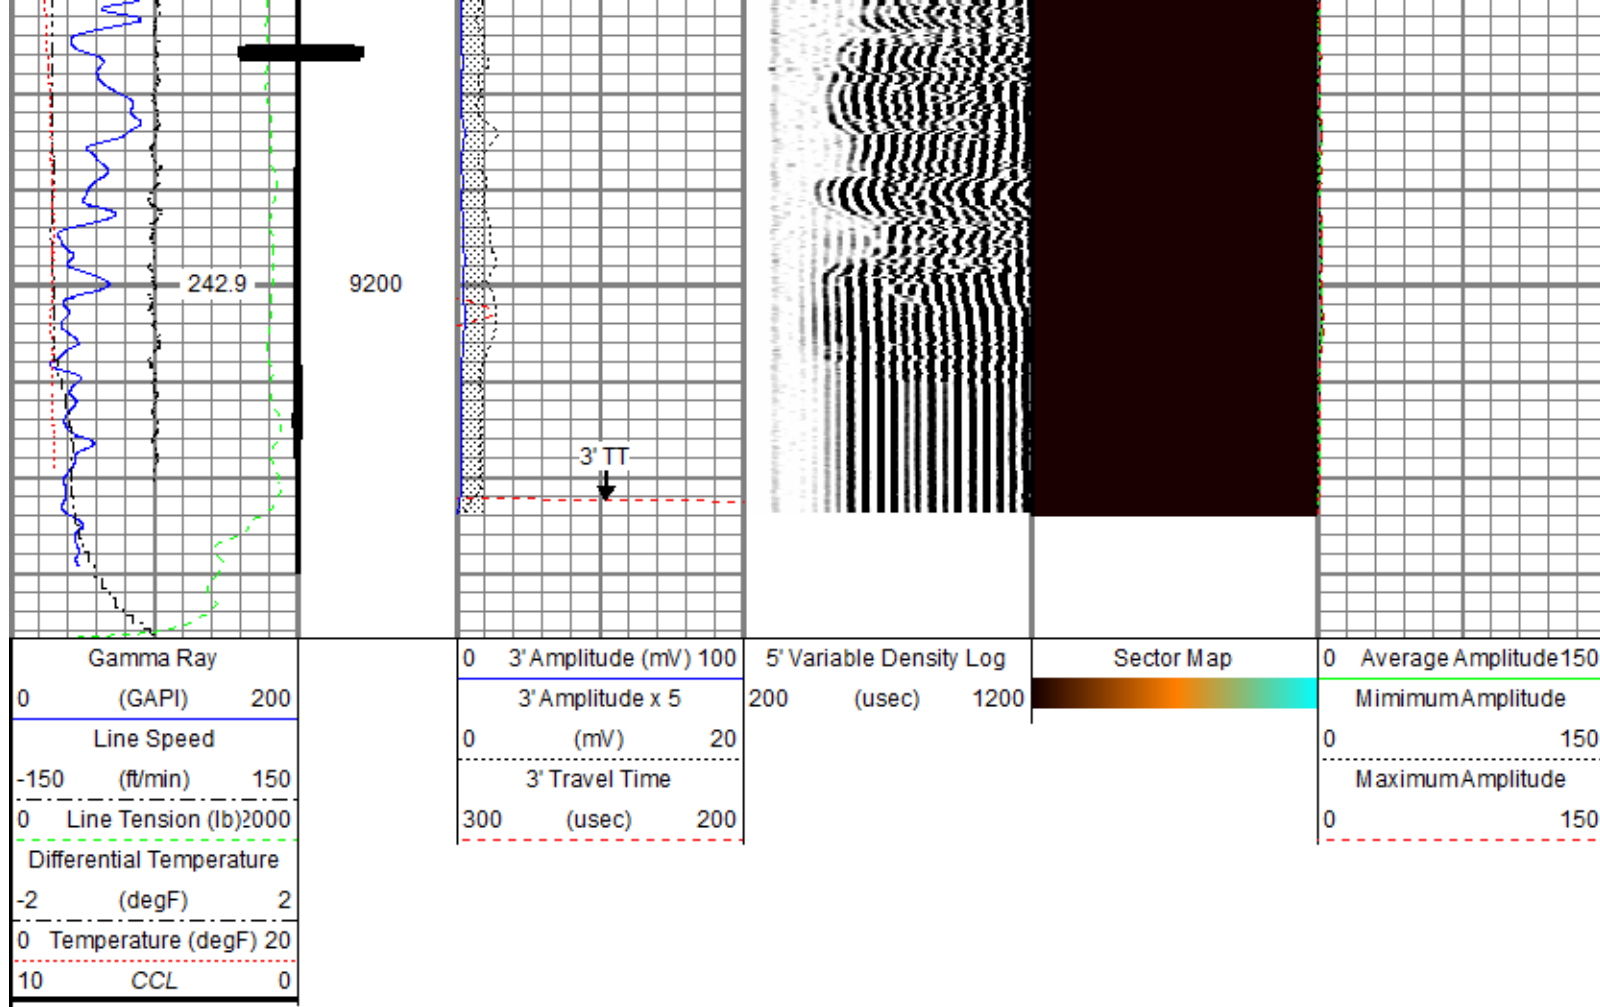 242.9
9200
3' TT
Gamma Ray
0 (GAPI) 200
Line Speed
-150 (ft/min) 150
0 Line Tension (lb) 2000
Differential Temperature
-2 (degF) 2
0 Temperature (degF) 20
10 CCL 0
0 3' Amplitude (mV) 100
3' Amplitude x 5
0 (mV) 20
3' Travel Time
300 (usec) 200
5' Variable Density Log
200 (usec) 1200
Sector Map
0 Average Amplitude 150
Mimimum Amplitude
0 150
Maximum Amplitude
0 150